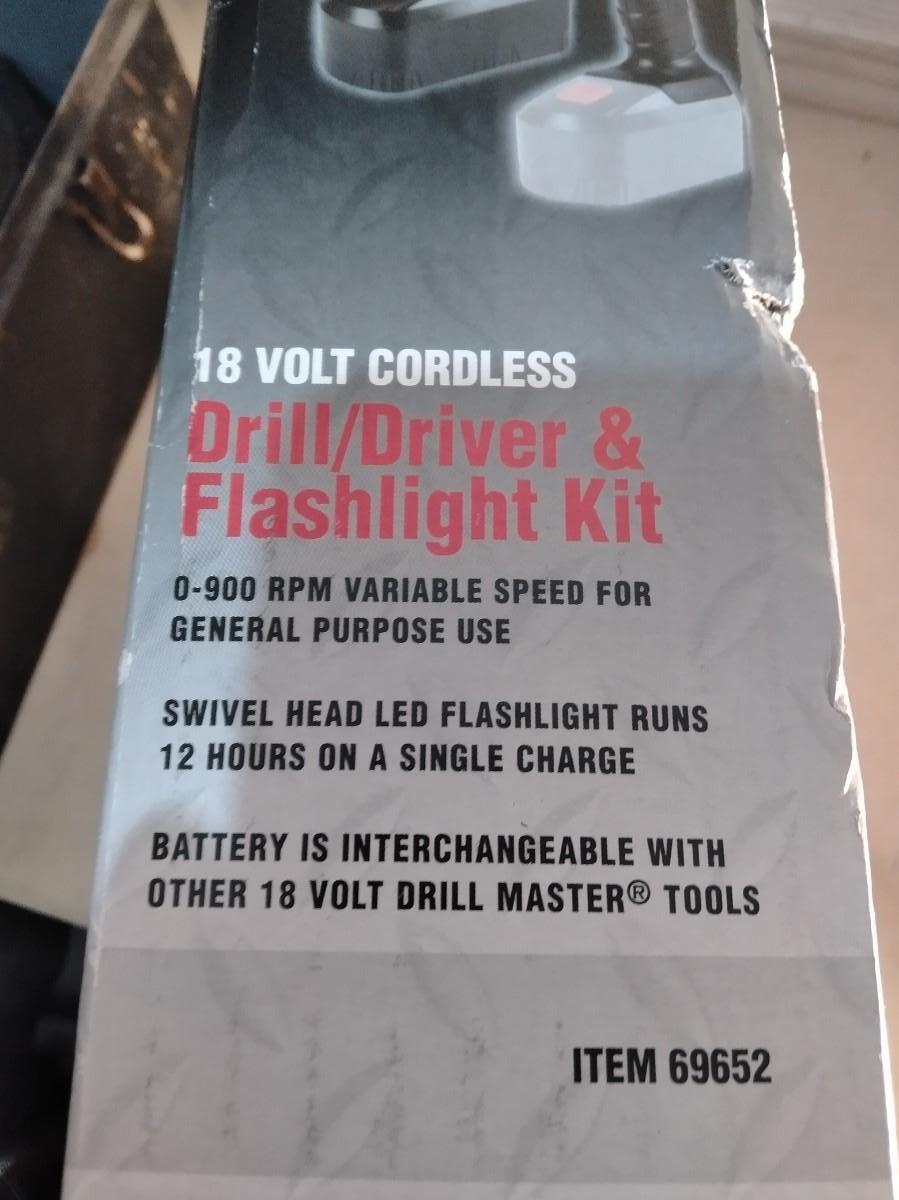 18 VOLT CORDLESS
Drill/Driver &
Flashlight Kit
0-900 RPM VARIABLE SPEED FOR
GENERAL PURPOSE USE
SWIVEL HEAD LED FLASHLIGHT RUNS
12 HOURS ON A SINGLE CHARGE
BATTERY IS INTERCHANGEABLE WITH
OTHER 18 VOLT DRILL MASTER® TOOLS
ITEM 69652